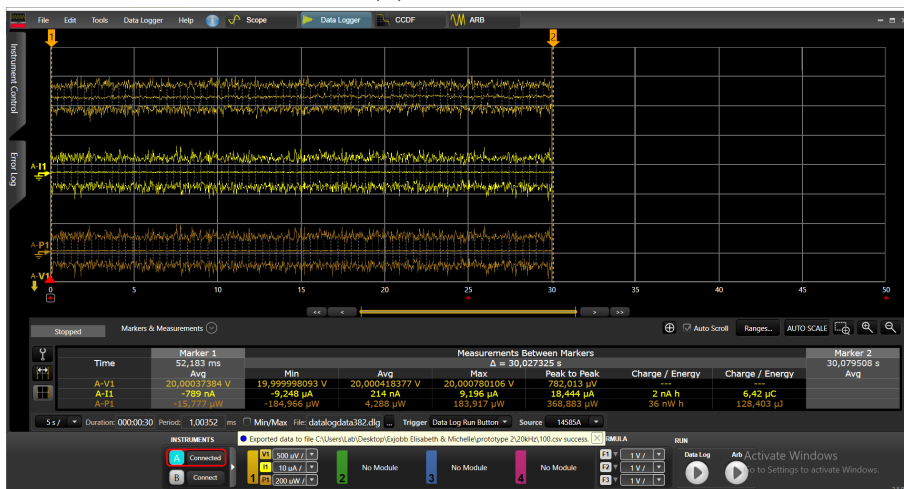 File Edit Tools Data Logger Help i Scope Data Logger CCDF ARB
Instrument Control
Error Log
1 2
A-I1
A-P1
A-V1
0 5 10 15 20 25 30 35 40 45 50
<< < > >>
Stopped Markers & Measurements Auto Scroll Ranges... AUTO SCALE
Marker 1 Measurements Between Markers Marker 2
Time 52,183 ms Δ = 30,027325 s 30,079508 s
Avg Min Avg Max Peak to Peak Charge / Energy Charge / Energy Avg
A-V1 20,00037384 V 19,999998093 V 20,000418377 V 20,000780106 V 782,013 µV --- ---
A-I1 -789 nA -9,248 µA 214 nA 9,196 µA 18,444 µA 2 nA h 6,42 µC
A-P1 -15,777 µW -184,966 µW 4,288 µW 183,917 µW 368,883 µW 36 nW h 128,403 µJ
5 s/ Duration: 000:00:30 Period: 1,00352 ms Min/Max File: datalogdata382.dlg ... Trigger Data Log Run Button Source 14585A
INSTRUMENTS Exported data to file C:\Users\Lab\Desktop\Exjobb Elisabeth & Michelle\prototype 2\20kHz\100.csv success. RMULA RUN
A Connected
B Connect
1 V1 500 uV/
I1 10 µA/
P1 200 uW/
2 No Module
3 No Module
4 No Module
F1 1 V/
F2 1 V/
F3 1 V/
Data Log Arb
Activate Windows
Go to Settings to activate Windows.